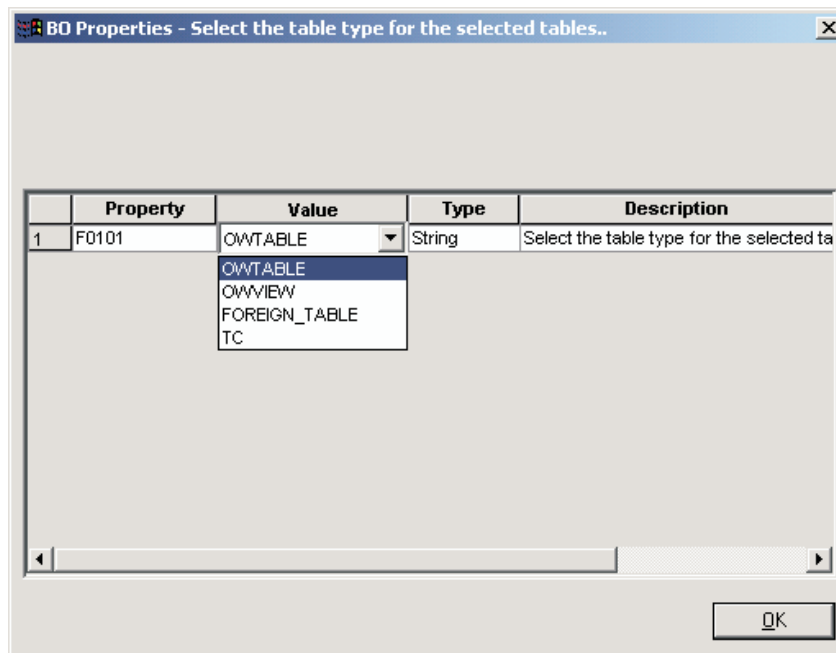 BO Properties - Select the table type for the selected tables..
Property Value Type Description
1 F0101 OWTABLE String Select the table type for the selected ta
OWTABLE
OWVIEW
FOREIGN_TABLE
TC
OK